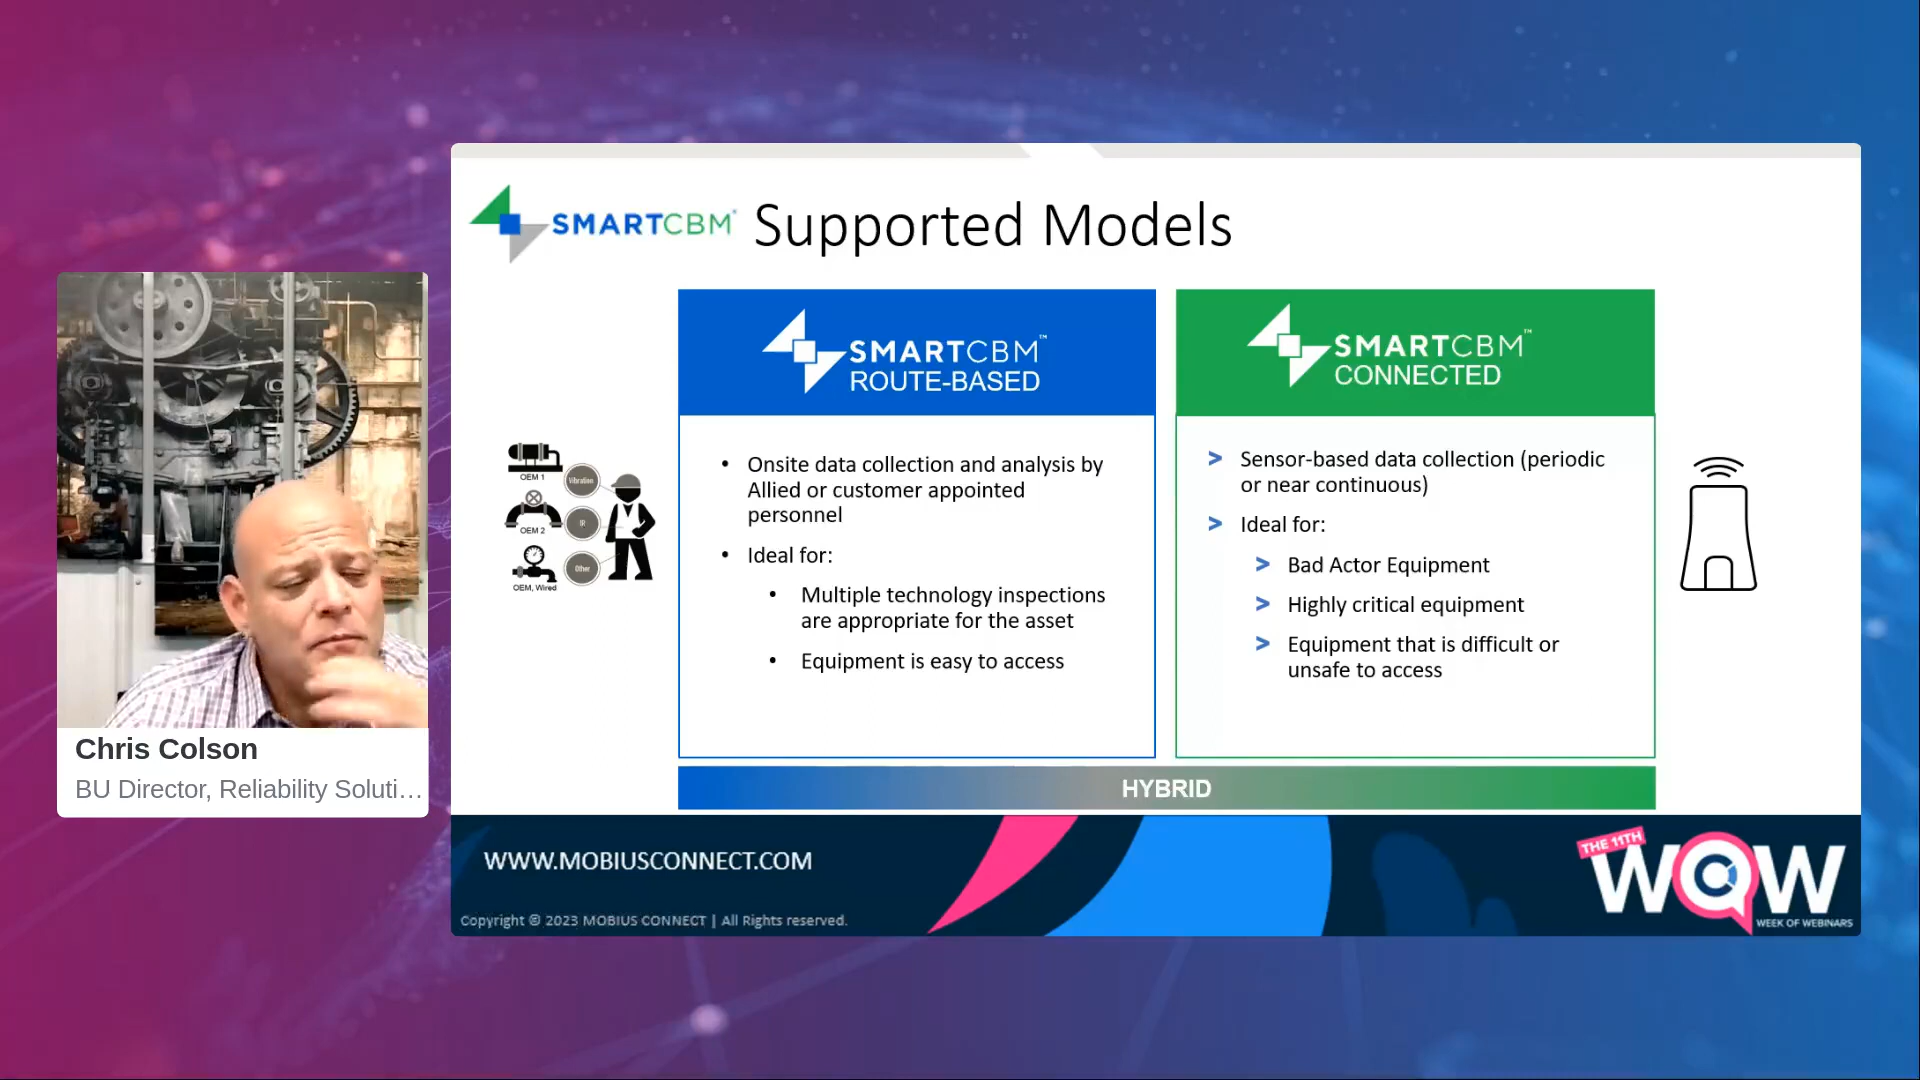 SMARTCBM Supported Models
SMARTCBM™
ROUTE-BASED
SMARTCBM™
CONNECTED
OEM 1
Vibration
OEM 2
IR
Other
OEM, Wired
• Onsite data collection and analysis by
Allied or customer appointed
personnel
• Ideal for:
• Multiple technology inspections
are appropriate for the asset
• Equipment is easy to access
> Sensor-based data collection (periodic
or near continuous)
> Ideal for:
> Bad Actor Equipment
> Highly critical equipment
> Equipment that is difficult or
unsafe to access
HYBRID
Chris Colson
BU Director, Reliability Soluti...
WWW.MOBIUSCONNECT.COM
Copyright © 2023 MOBIUS CONNECT | All Rights reserved.
THE 11TH
WOW
WEEK OF WEBINARS